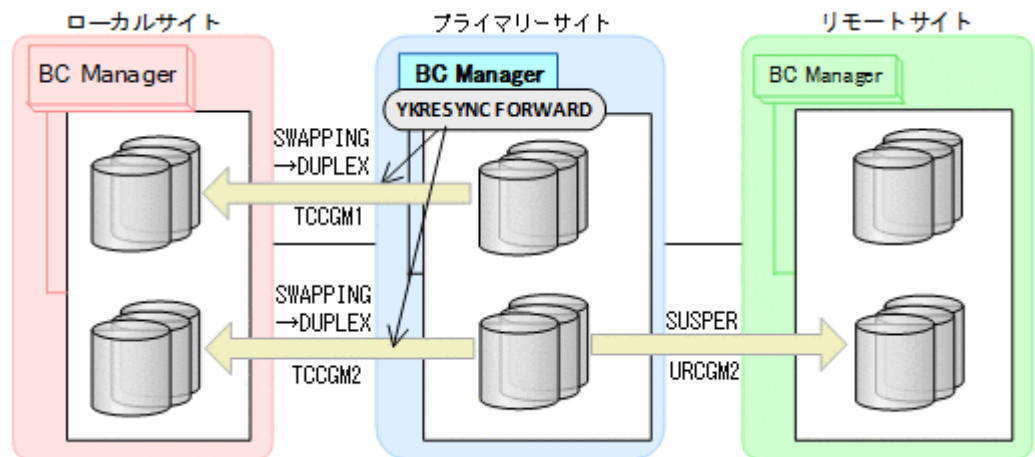 ローカルサイト
プライマリーサイト
リモートサイト
BC Manager
BC Manager
BC Manager
YKRESYNC FORWARD
SWAPPING
→DUPLEX
TCCGM1
SWAPPING
→DUPLEX
TCCGM2
SUSPER
URCGM2